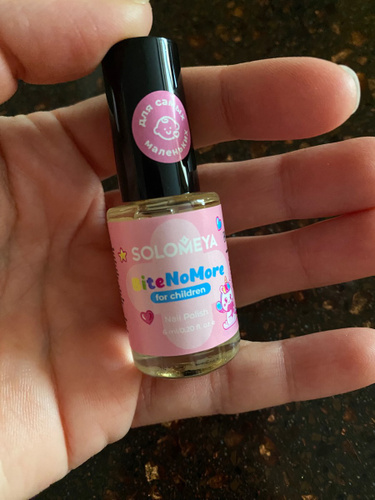 для самых
маленьких
SOLOMEYA
BiteNoMore
for children
Nail Polish